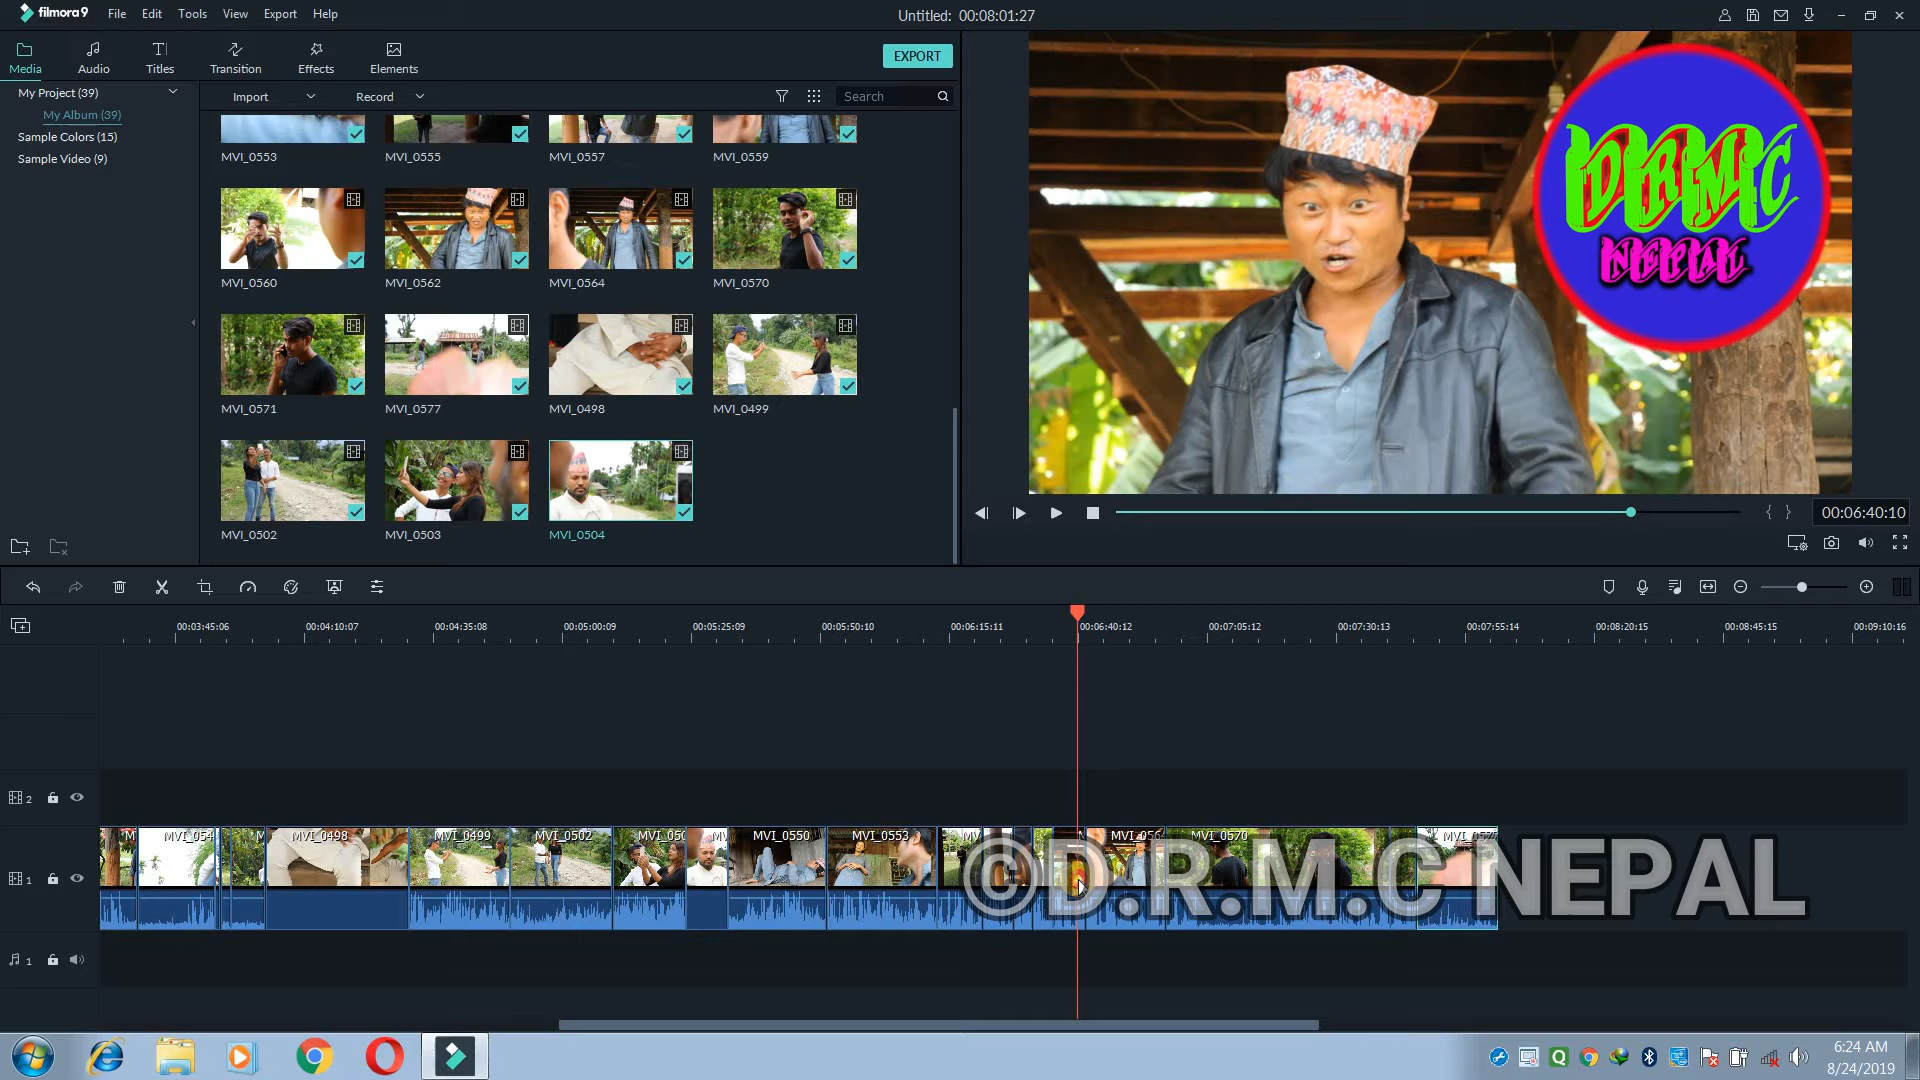 filmora9 File Edit Tools View Export Help
Untitled: 00:08:01:27
Media Audio Titles Transition Effects Elements
EXPORT
My Project (39)
My Album (39)
Sample Colors (15)
Sample Video (9)
Import Record Search
MVI_0553 MVI_0555 MVI_0557 MVI_0559
MVI_0560 MVI_0562 MVI_0564 MVI_0570
MVI_0571 MVI_0577 MVI_0498 MVI_0499
MVI_0502 MVI_0503 MVI_0504
DRMC
NEPAL
{ } 00:06:40:10
00:03:45:06 00:04:10:07 00:04:35:08 00:05:00:09 00:05:25:09 00:05:50:10 00:06:15:11 00:06:40:12 00:07:05:12 00:07:30:13 00:07:55:14 00:08:20:15 00:08:45:15 00:09:10:16
2
1 MVI_0498 MVI_0499 MVI_0502 MVI_0550 MVI_0553 MVI_0570
©D.R.M.C NEPAL
1
6:24 AM
8/24/2019